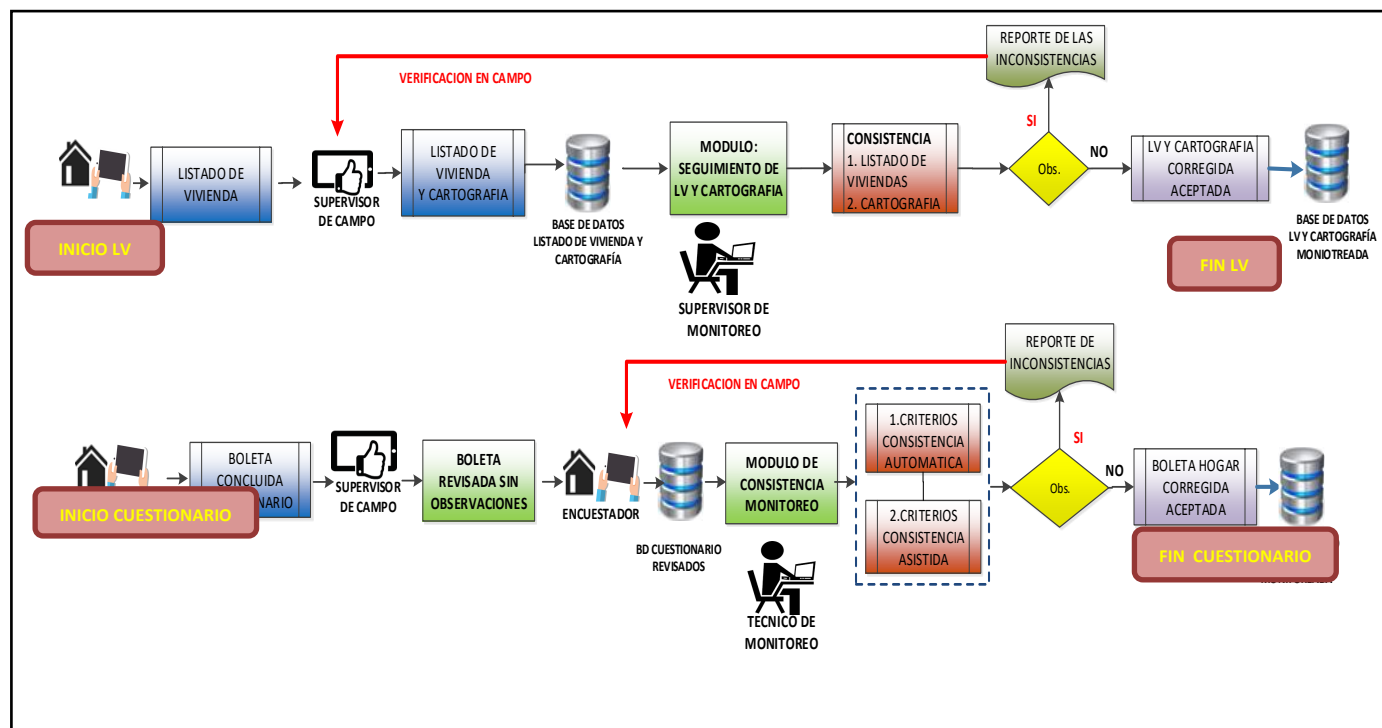 REPORTE DE LAS
INCONSISTENCIAS
VERIFICACION EN CAMPO
SI
INICIO LV
LISTADO DE
VIVIENDA
SUPERVISOR
DE CAMPO
LISTADO DE
VIVIENDA
Y CARTOGRAFIA
BASE DE DATOS
LISTADO DE VIVIENDA Y
CARTOGRAFÍA
MODULO:
SEGUIMIENTO DE
LV Y CARTOGRAFIA
SUPERVISOR DE
MONITOREO
CONSISTENCIA
1. LISTADO DE
VIVIENDAS
2. CARTOGRAFIA
Obs.
NO
LV Y CARTOGRAFIA
CORREGIDA
ACEPTADA
BASE DE DATOS
LV Y CARTOGRAFÍA
MONIOTREADA
FIN LV
REPORTE DE
INCONSISTENCIAS
VERIFICACION EN CAMPO
SI
INICIO CUESTIONARIO
BOLETA
CONCLUIDA
SUPERVISOR
DE CAMPO
BOLETA
REVISADA SIN
OBSERVACIONES
ENCUESTADOR
BD CUESTIONARIO
REVISADOS
MODULO DE
CONSISTENCIA
MONITOREO
TECNICO DE
MONITOREO
1.CRITERIOS
CONSISTENCIA
AUTOMATICA
2.CRITERIOS
CONSISTENCIA
ASISTIDA
Obs.
NO
BOLETA HOGAR
CORREGIDA
ACEPTADA
FIN CUESTIONARIO